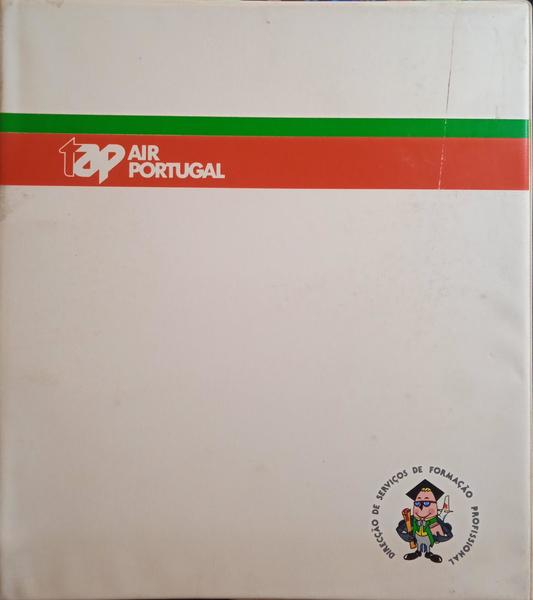 tap AIR
PORTUGAL
DIRECÇÃO DE SERVIÇOS DE FORMAÇÃO PROFISSIONAL